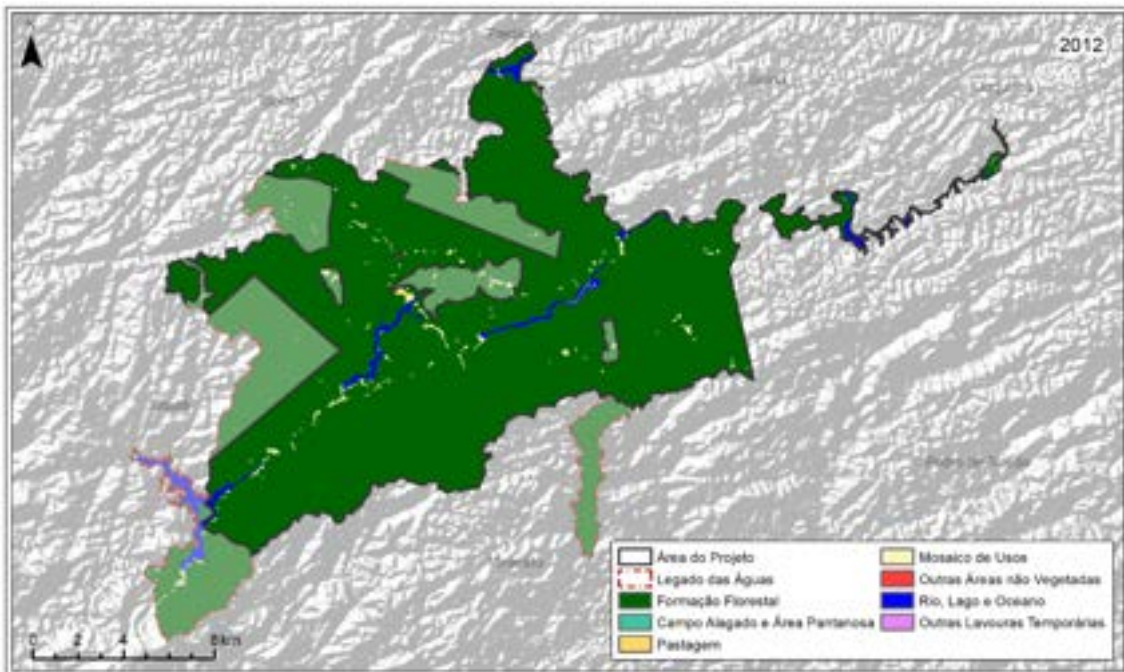 2012
Área do Projeto
Legado das Águas
Formação Florestal
Campo Alagado e Área Pantanosa
Pastagem
Mosaico de Usos
Outras Áreas não Vegetadas
Rio, Lago e Oceano
Outras Lavouras Temporárias
0 2 4 8 km